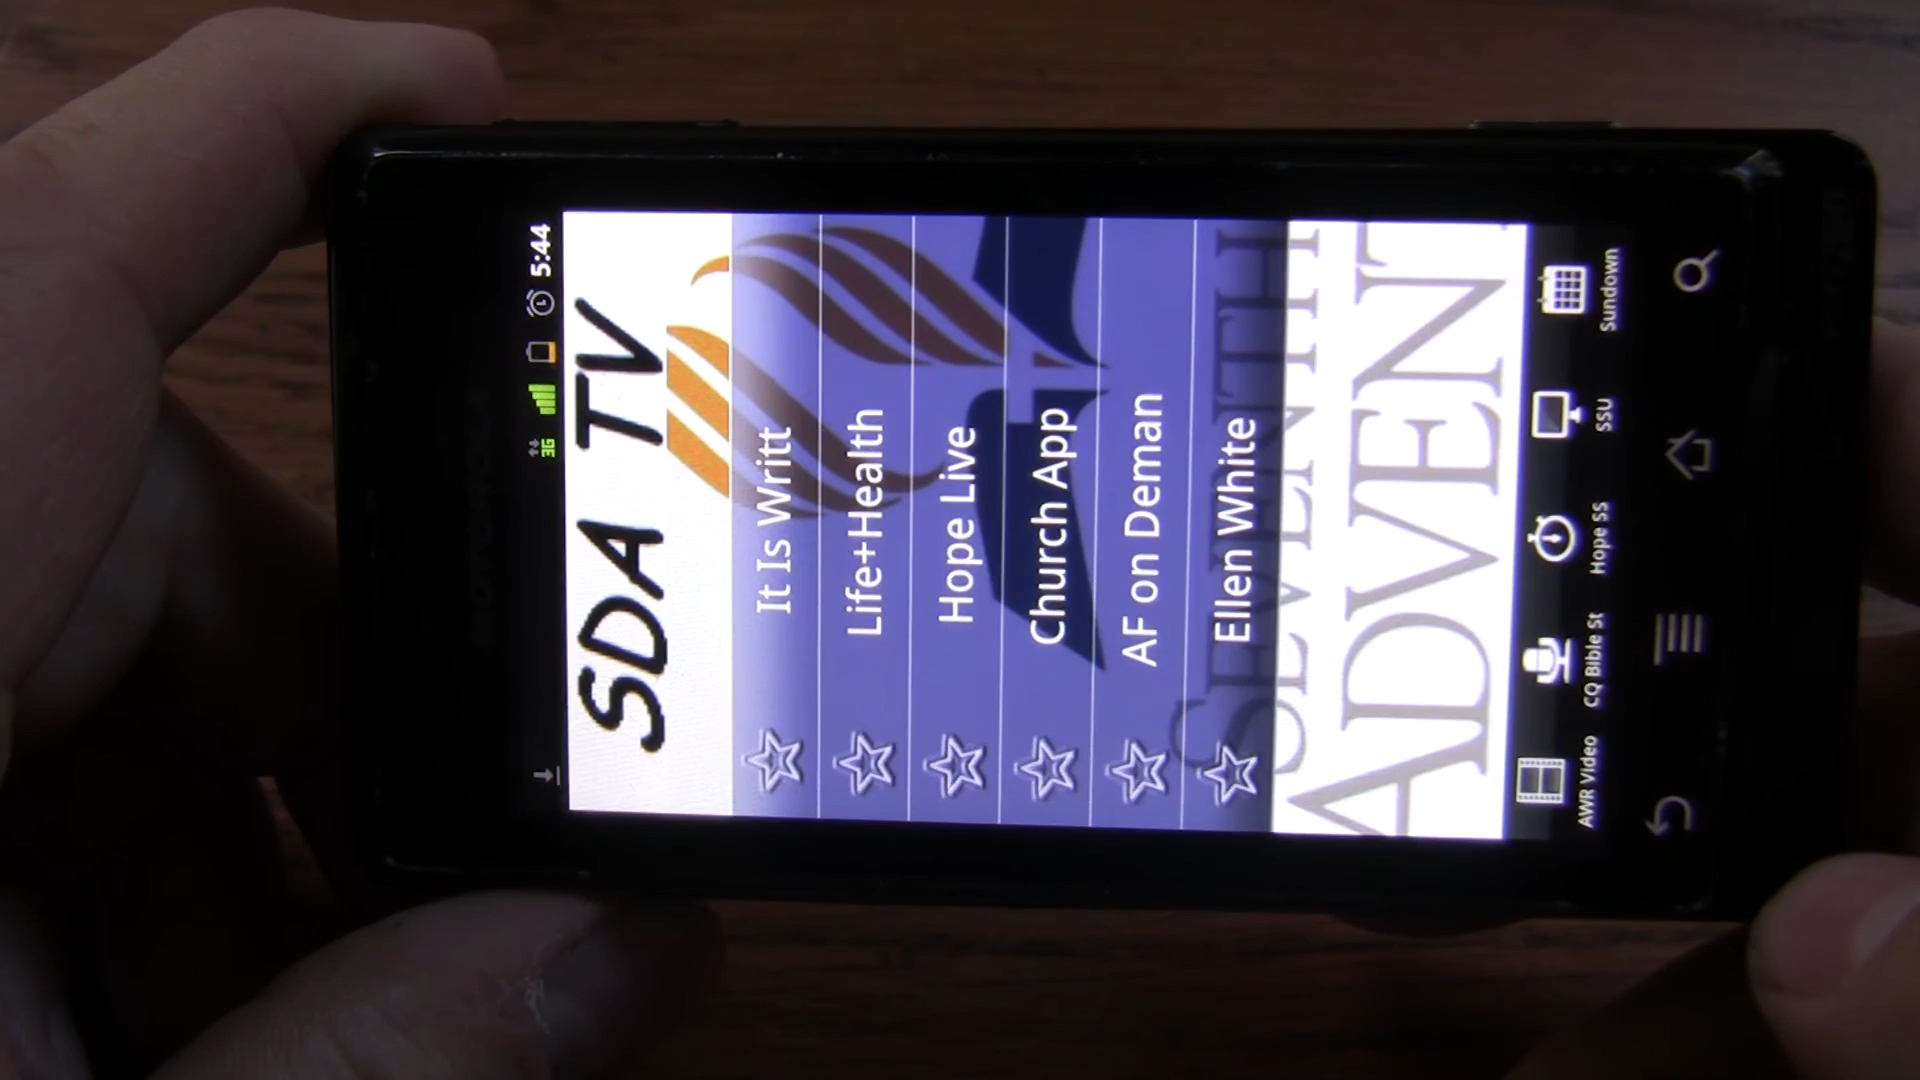 3G 5:44
SDA TV
It Is Writt
Life+Health
Hope Live
Church App
AF on Deman
Ellen White
SEVENTH
ADVENT
AWR Video CQ Bible St Hope SS SSU Sundown